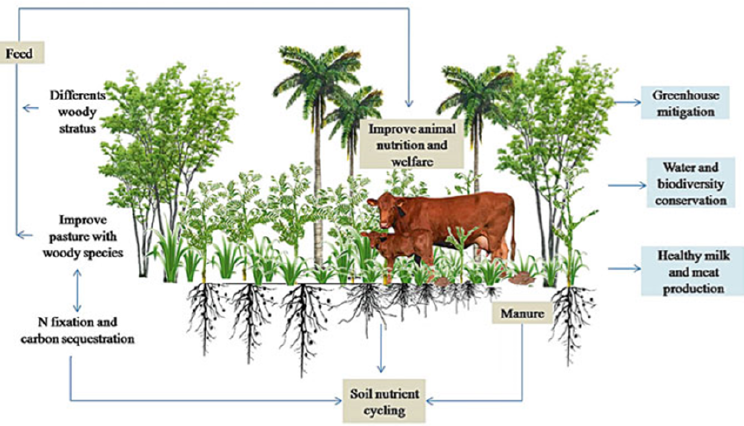 Feed
Differents
woody
stratus
Improve animal
nutrition and
welfare
Greenhouse
mitigation
Water and
biodiversity
conservation
Improve
pasture with
woody species
Healthy milk
and meat
production
N fixation and
carbon sequestration
Manure
Soil nutrient
cycling